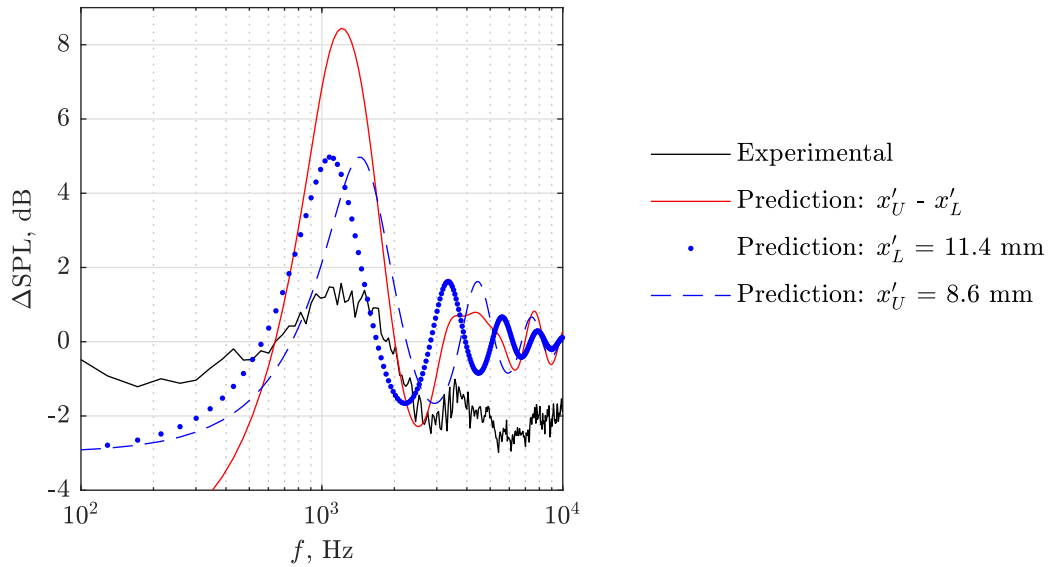 8
6
4
2
0
-2
-4
ΔSPL, dB
10²
10³
10⁴
f, Hz
Experimental
Prediction: x′_U - x′_L
Prediction: x′_L = 11.4 mm
Prediction: x′_U = 8.6 mm